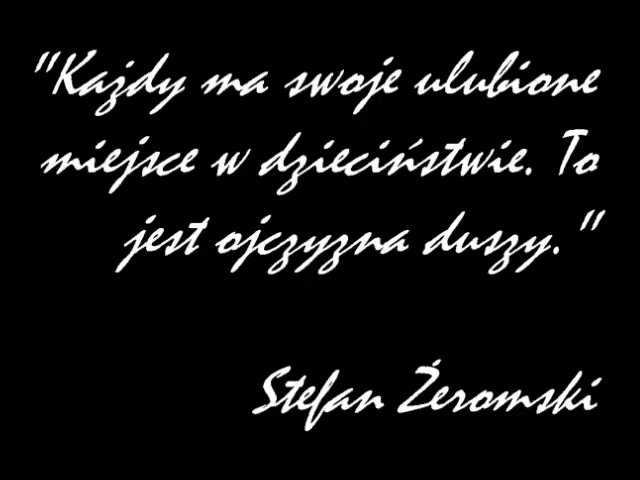 "Każdy ma swoje ulubione
miejsce w dzieciństwie. To
jest ojczyzna duszy."
Stefan Żeromski